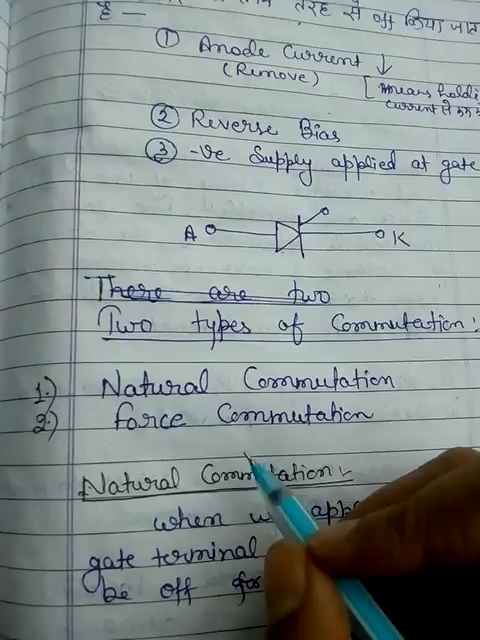 तरह से off किया जाता
है —
① Anode Current ↓
(Remove) [means holdi
current से कम
② Reverse Bias
③ -ve Supply applied at gate
A K
There are two
Two types of Commutation:
1.) Natural Commutation
2.) force Commutation
Natural Commutation:-
when w appl
gate terminal
be off for